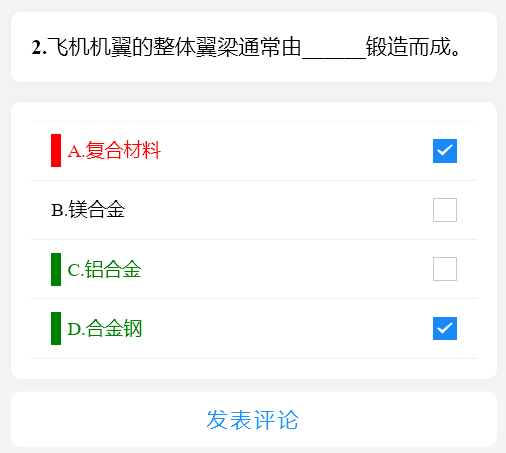 2.飞机机翼的整体翼梁通常由______锻造而成。
A.复合材料
B.镁合金
C.铝合金
D.合金钢
发表评论